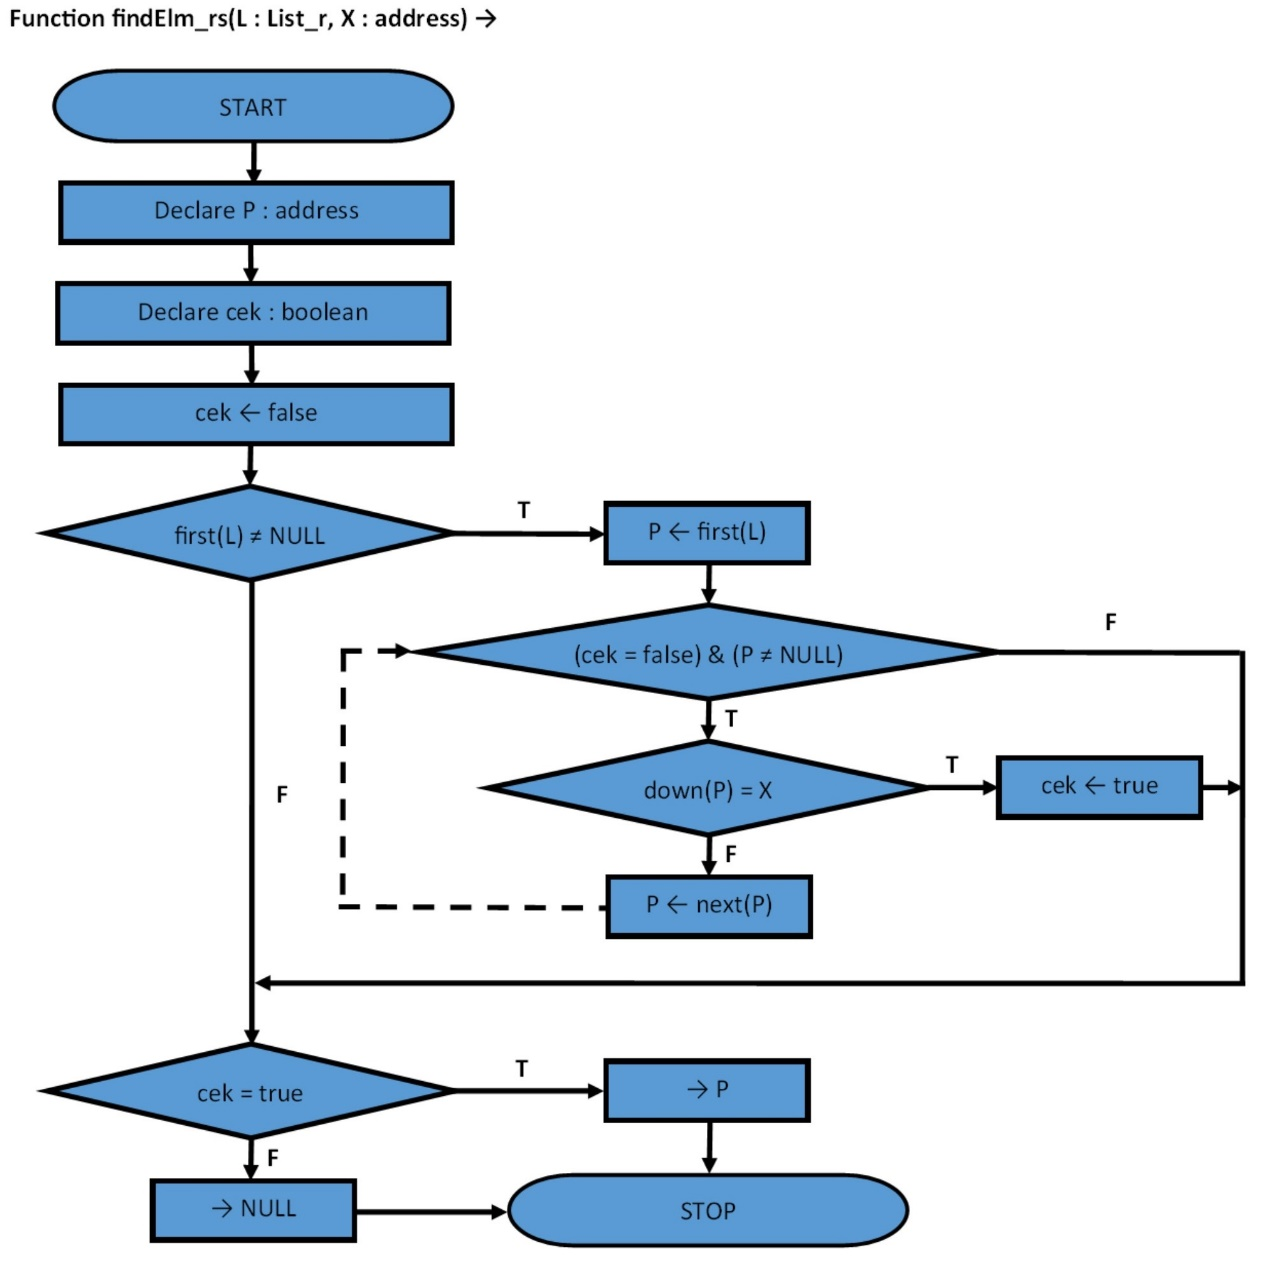 Function findElm_rs(L : List_r, X : address) →
START
Declare P : address
Declare cek : boolean
cek ← false
first(L) ≠ NULL
T
P ← first(L)
F
(cek = false) & (P ≠ NULL)
T
down(P) = X
T
cek ← true
F
F
P ← next(P)
cek = true
T
→ P
F
→ NULL
STOP